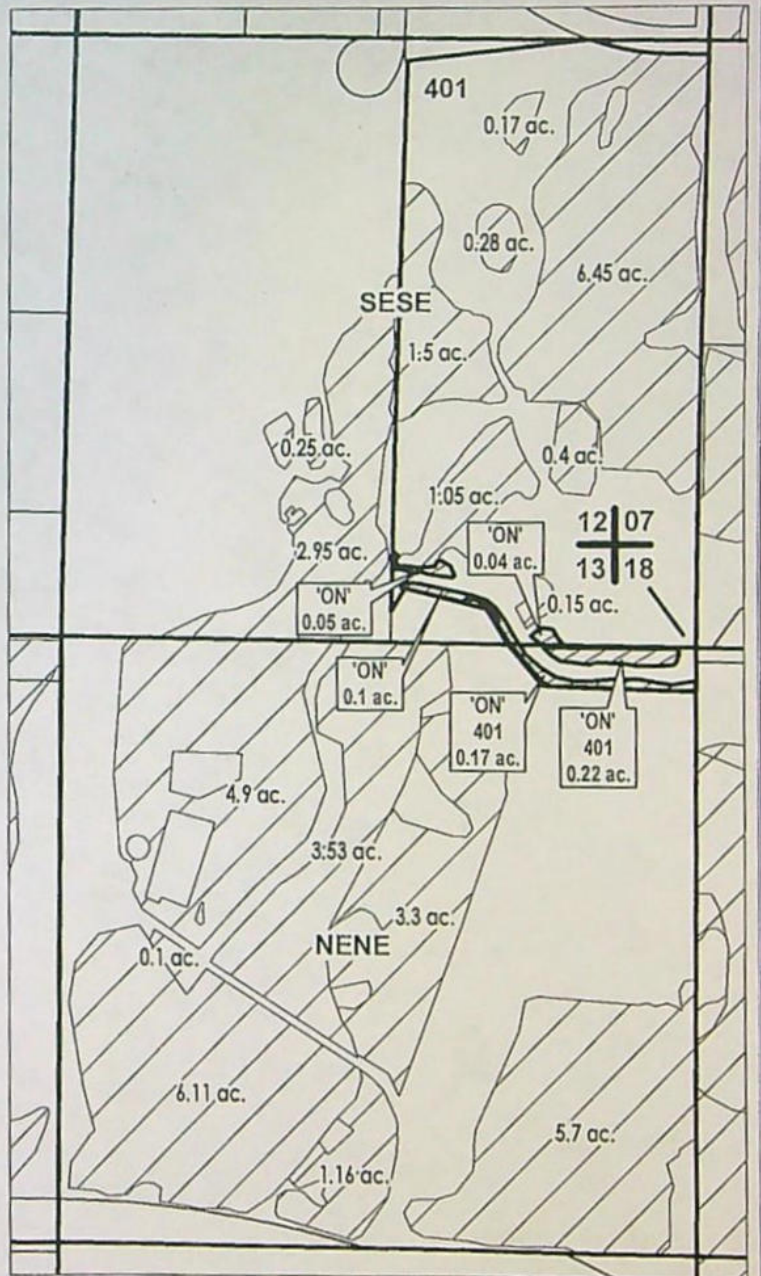 401
0.17 ac.
0.28 ac.
6.45 ac.
SESE
1.5 ac.
0.25 ac.
0.4 ac.
1.05 ac.
12 07
13 18
'ON'
0.04 ac.
2.95 ac.
'ON'
0.05 ac.
0.15 ac.
'ON'
0.1 ac.
'ON'
401
0.17 ac.
'ON'
401
0.22 ac.
4.9 ac.
3.53 ac.
3.3 ac.
NENE
0.1 ac.
6.11 ac.
5.7 ac.
1.16 ac.